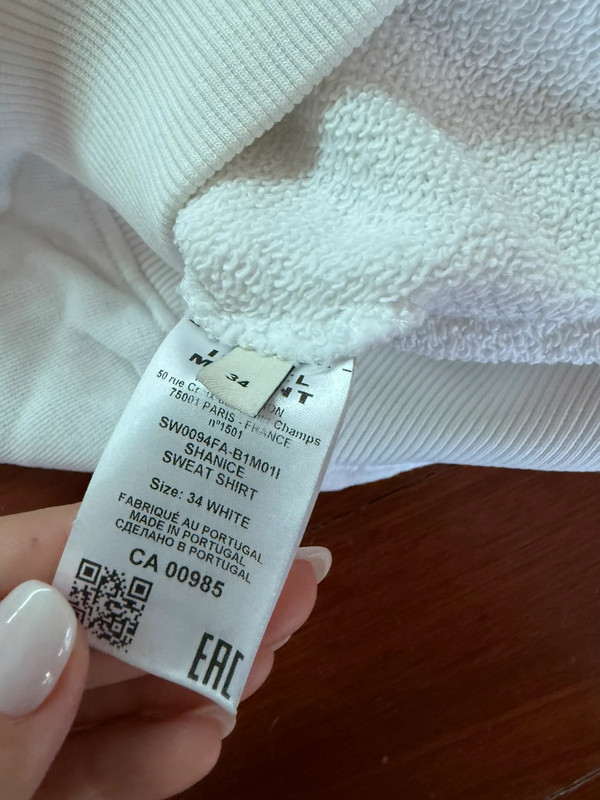 34
50 rue
75001 PARIS - FRANCE
Champs
n°1501
SW0094FA-B1M01I
SHANICE
SWEAT SHIRT
Size: 34 WHITE
FABRIQUÉ AU PORTUGAL
MADE IN PORTUGAL
СДЕЛАНО В PORTUGAL
CA 00985
EAC